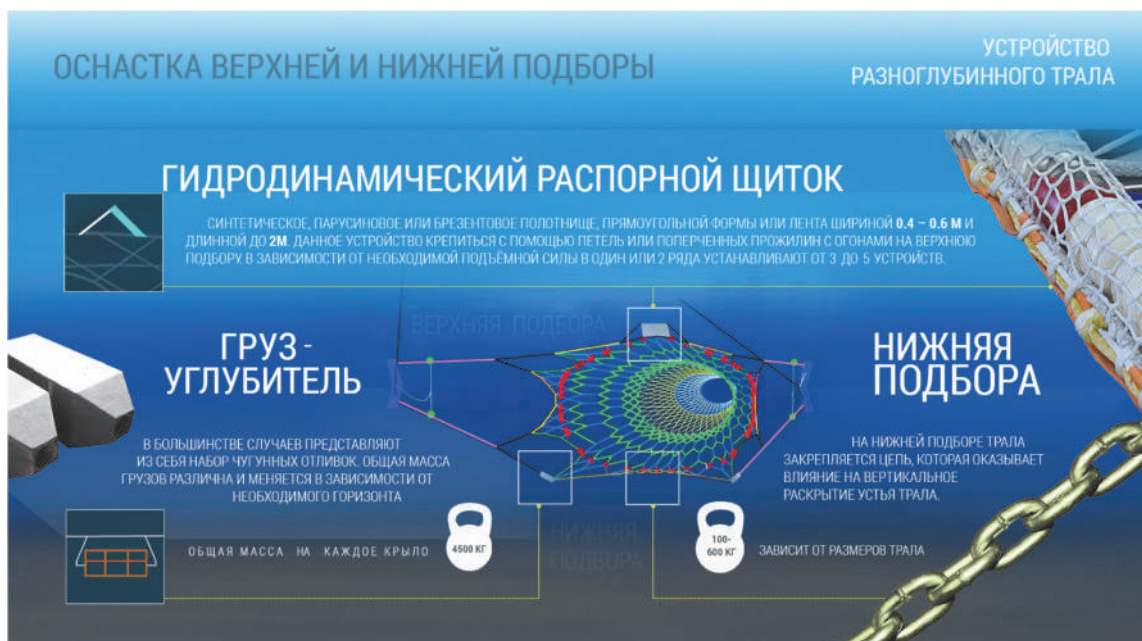 ОСНАСТКА ВЕРХНЕЙ И НИЖНЕЙ ПОДБОРЫ
УСТРОЙСТВО
РАЗНОГЛУБИННОГО ТРАЛА
ГИДРОДИНАМИЧЕСКИЙ РАСПОРНОЙ ЩИТОК
СИНТЕТИЧЕСКОЕ, ПАРУСИНОВОЕ ИЛИ БРЕЗЕНТОВОЕ ПОЛОТНИЩЕ, ПРЯМОУГОЛЬНОЙ ФОРМЫ ИЛИ ЛЕНТА ШИРИНОЙ 0.4 – 0.6 М И
ДЛИННОЙ ДО 2М. ДАННОЕ УСТРОЙСТВО КРЕПИТЬСЯ С ПОМОЩЬЮ ПЕТЕЛЬ ИЛИ ПОПЕРЧЕННЫХ ПРОЖИЛИН С ОГОНАМИ НА ВЕРХНЮЮ
ПОДБОРУ. В ЗАВИСИМОСТИ ОТ НЕОБХОДИМОЙ ПОДЪЁМНОЙ СИЛЫ В ОДИН ИЛИ 2 РЯДА УСТАНАВЛИВАЮТ ОТ 3 ДО 5 УСТРОЙСТВ.
ВЕРХНЯЯ ПОДБОРА
ГРУЗ -
УГЛУБИТЕЛЬ
В БОЛЬШИНСТВЕ СЛУЧАЕВ ПРЕДСТАВЛЯЮТ
ИЗ СЕБЯ НАБОР ЧУГУННЫХ ОТЛИВОК. ОБЩАЯ МАССА
ГРУЗОВ РАЗЛИЧНА И МЕНЯЕТСЯ В ЗАВИСИМОСТИ ОТ
НЕОБХОДИМОГО ГОРИЗОНТА
ОБЩАЯ МАССА НА КАЖДОЕ КРЫЛО
4500 КГ
НИЖНЯЯ
ПОДБОРА
НИЖНЯЯ
ПОДБОРА
НА НИЖНЕЙ ПОДБОРЕ ТРАЛА
ЗАКРЕПЛЯЕТСЯ ЦЕПЬ, КОТОРАЯ ОКАЗЫВАЕТ
ВЛИЯНИЕ НА ВЕРТИКАЛЬНОЕ
РАСКРЫТИЕ УСТЬЯ ТРАЛА.
100-
600 КГ
ЗАВИСИТ ОТ РАЗМЕРОВ ТРАЛА